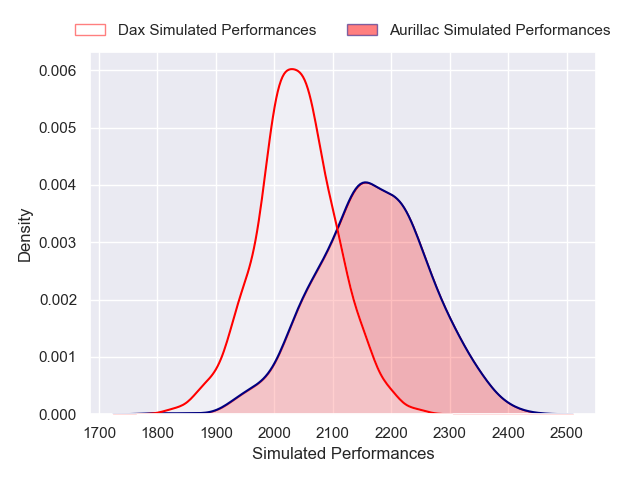 Dax Simulated Performances Aurillac Simulated Performances
0.006
0.005
0.004
0.003
0.002
0.001
0.000
Density
1700 1800 1900 2000 2100 2200 2300 2400 2500
Simulated Performances